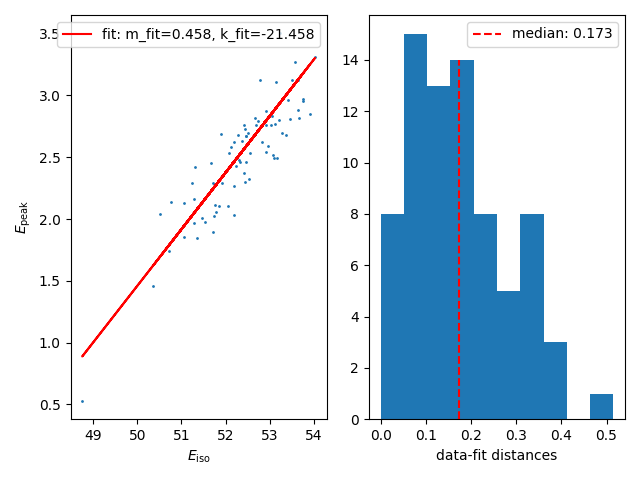 fit: m_fit=0.458, k_fit=-21.458
3.5
3.0
2.5
2.0
1.5
1.0
0.5
E_peak
49 50 51 52 53 54
E_iso
median: 0.173
14
12
10
8
6
4
2
0
0.0 0.1 0.2 0.3 0.4 0.5
data-fit distances